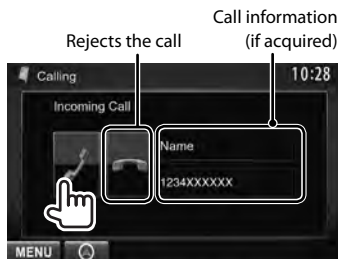 Call information
Rejects the call (if acquired)
Calling 10:28
Incoming Call
Name
1234XXXXXX
MENU